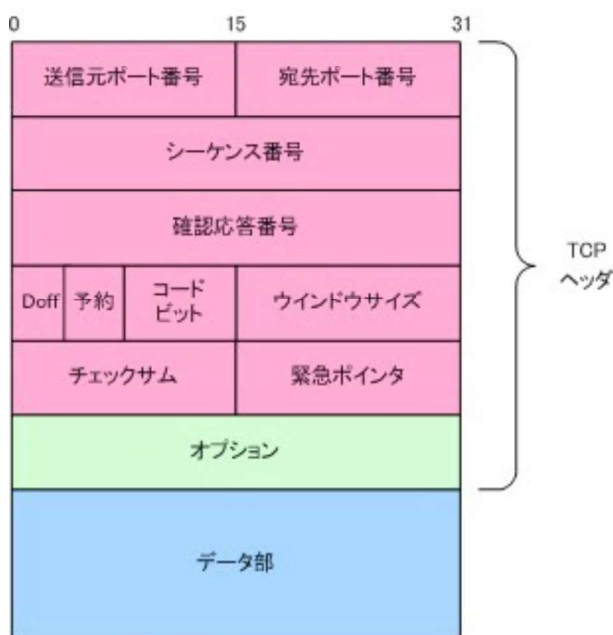 0 15 31
送信元ポート番号 宛先ポート番号
シーケンス番号
確認応答番号
TCP
ヘッダ
Doff 予約 コード
ビット ウインドウサイズ
チェックサム 緊急ポインタ
オプション
データ部